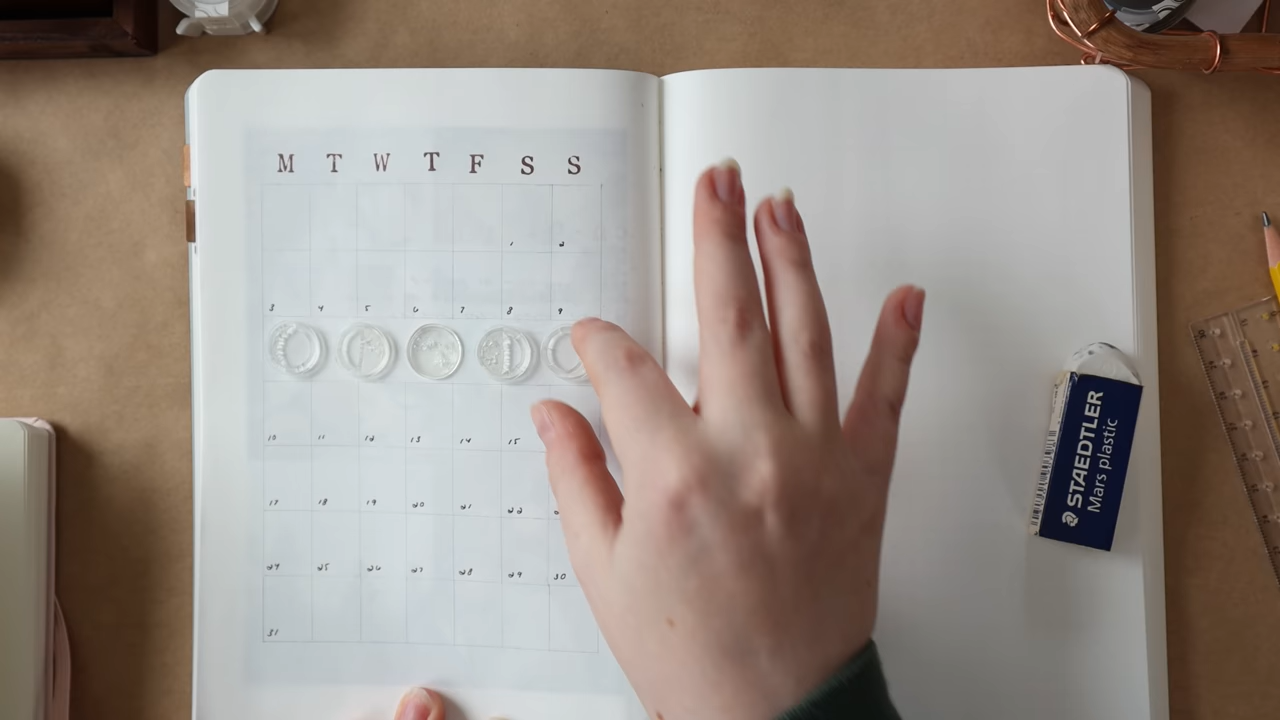 M T W T F S S
1 2
3 4 5 6 7 8 9
10 11 12 13 14 15
17 18 19 20 21 22
24 25 26 27 28 29 30
31
STAEDTLER
Mars plastic